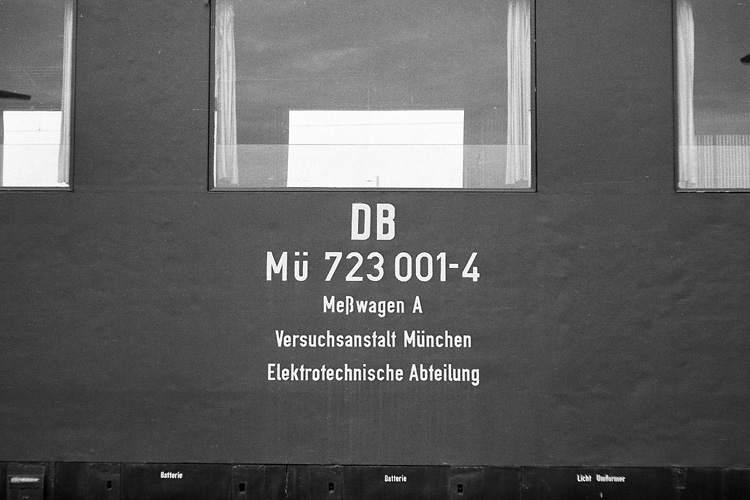 DB
Mü 723 001-4
Meßwagen A
Versuchsanstalt München
Elektrotechnische Abteilung
Batterie
Batterie
Licht Umformer